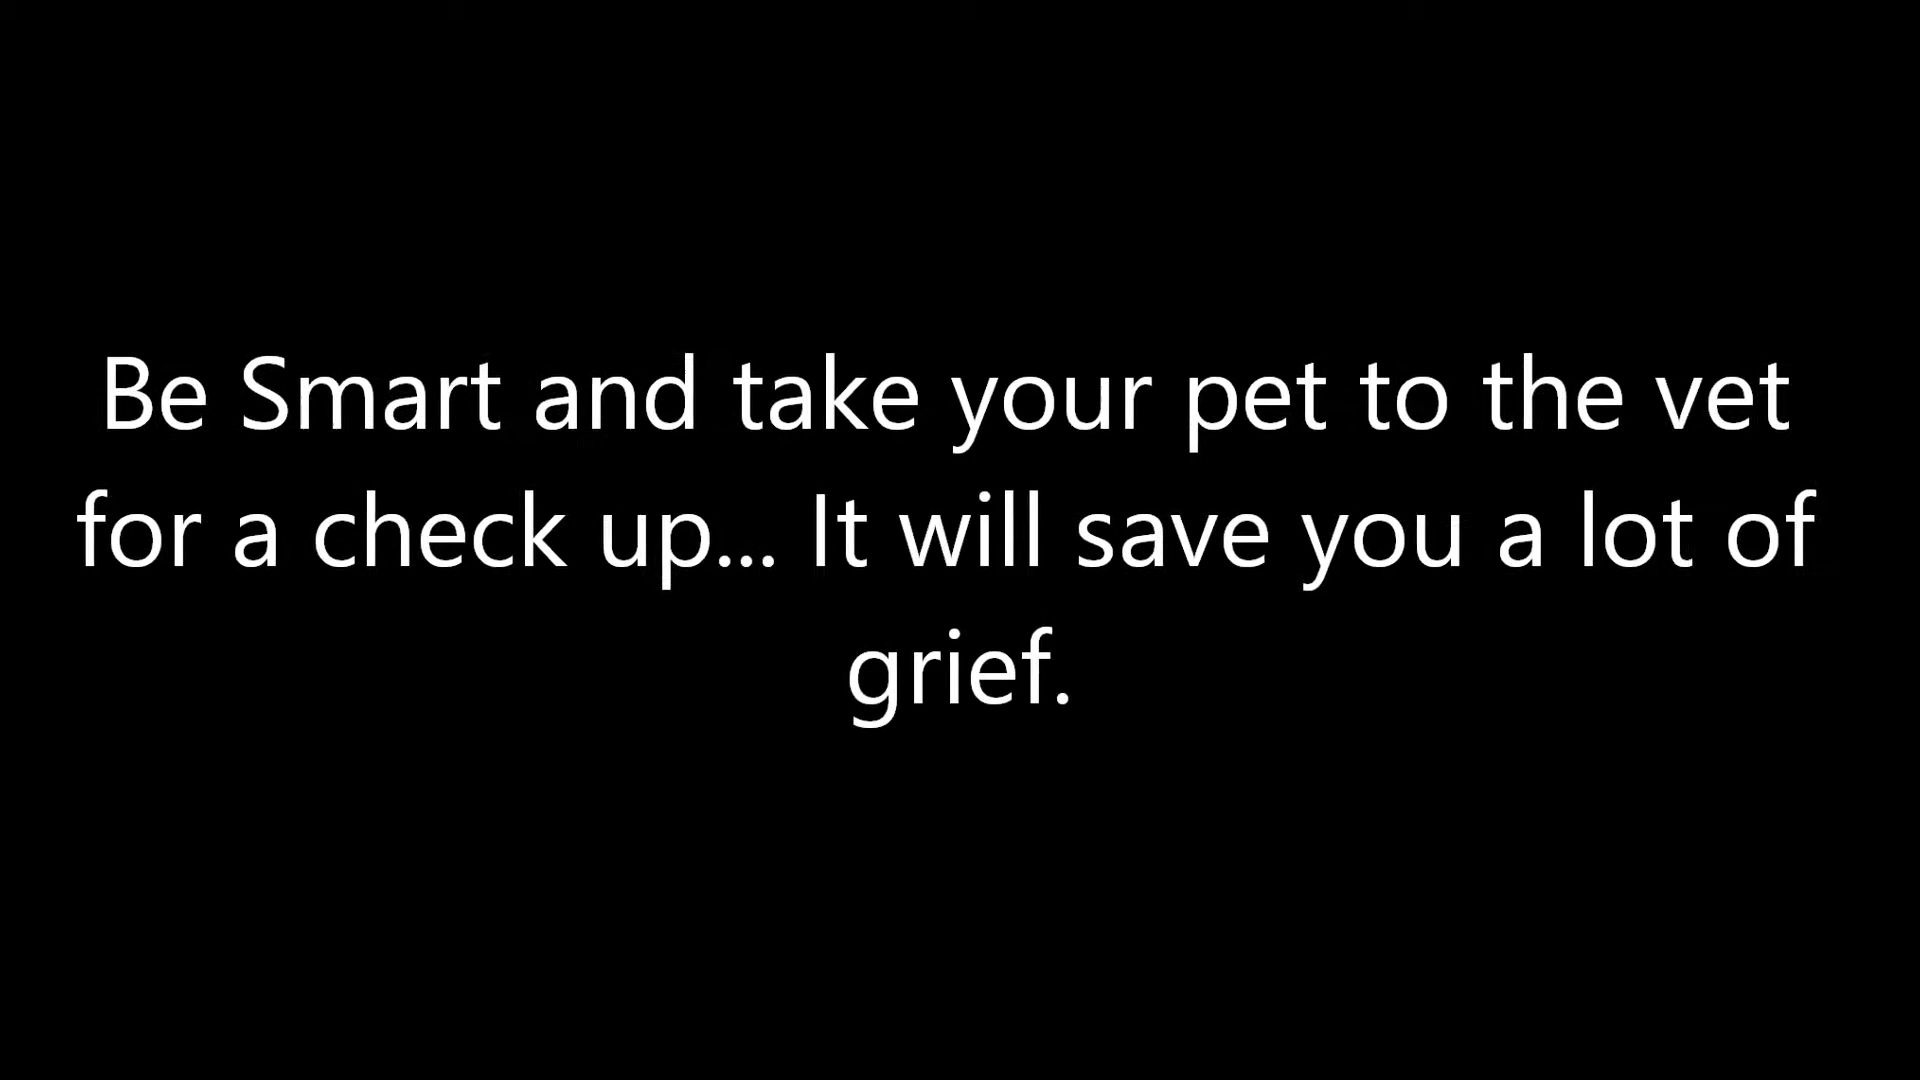 Be Smart and take your pet to the vet
for a check up... It will save you a lot of
grief.